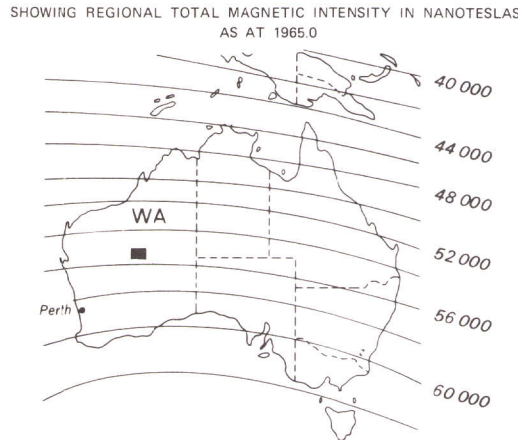 SHOWING REGIONAL TOTAL MAGNETIC INTENSITY IN NANOTESLAS
AS AT 1965.0
40 000
44 000
48 000
WA
52 000
Perth
56 000
60 000